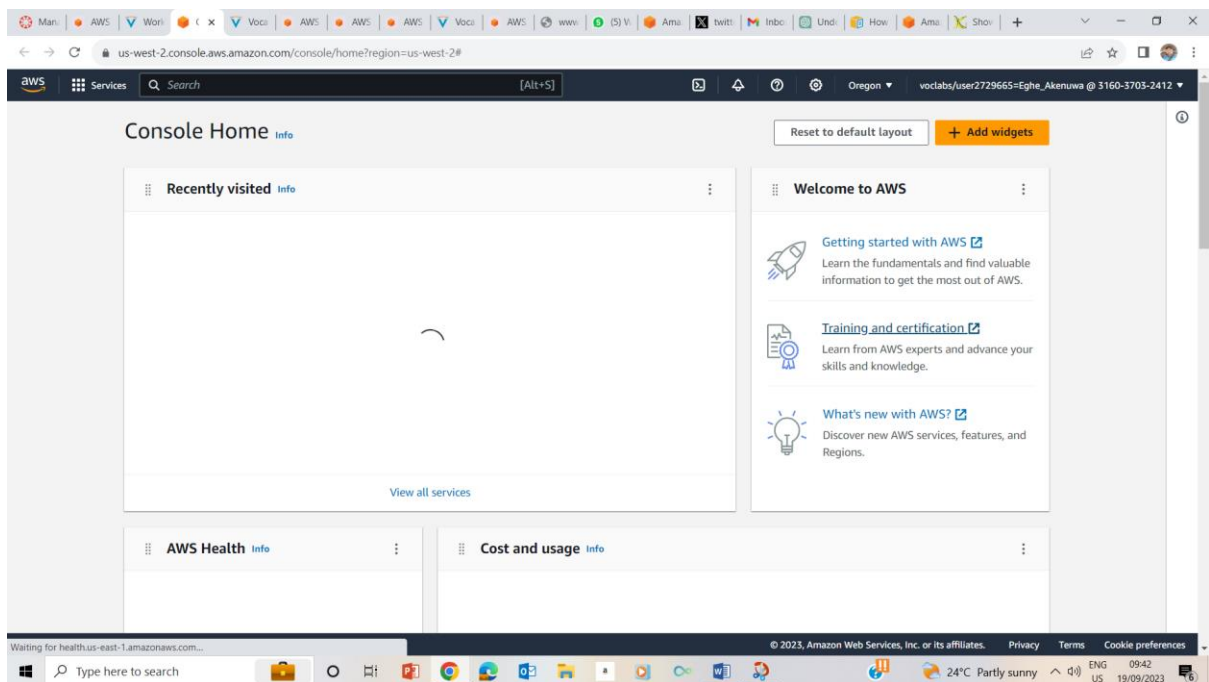 Man
AWS
Work
(
Voca
AWS
AWS
AWS
Voca
AWS
www
(5) V
Ama
twitt
Inbo
Und
How
Ama
Shov
us-west-2.console.aws.amazon.com/console/home?region=us-west-2#
aws
Services
Search
[Alt+S]
Oregon
voclabs/user2729665=Eghe_Akenuwa @ 3160-3703-2412
Console Home Info
Reset to default layout
Add widgets
Recently visited Info
Welcome to AWS
Getting started with AWS
Learn the fundamentals and find valuable
information to get the most out of AWS.
Training and certification
Learn from AWS experts and advance your
skills and knowledge.
What's new with AWS?
Discover new AWS services, features, and
Regions.
View all services
AWS Health Info
Cost and usage Info
Waiting for health.us-east-1.amazonaws.com...
© 2023, Amazon Web Services, Inc. or its affiliates.
Privacy
Terms
Cookie preferences
Type here to search
24°C Partly sunny
ENG
US
09:42
19/09/2023
6